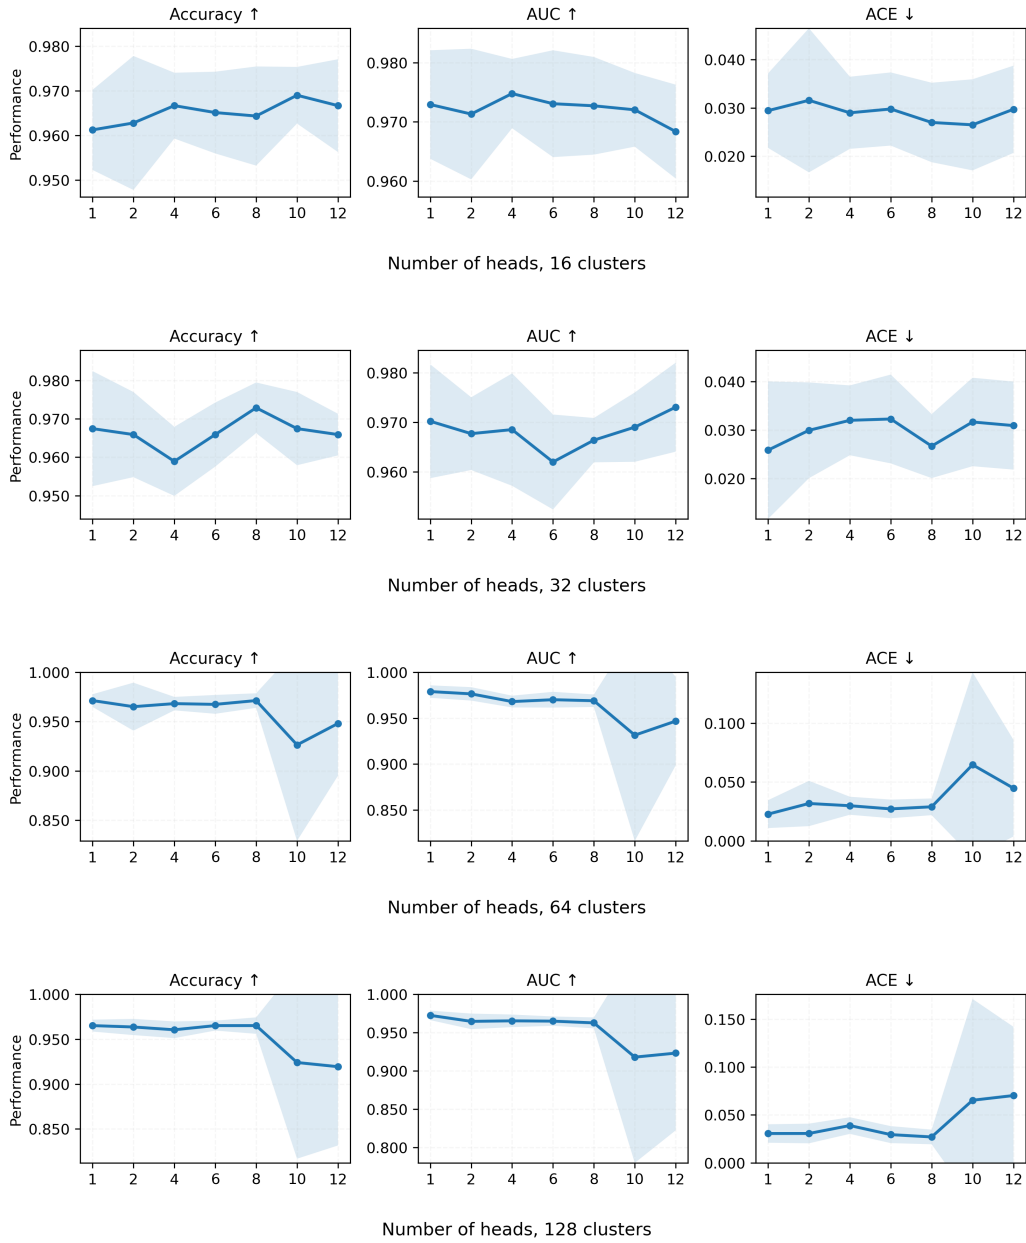 Accuracy ↑ AUC ↑ ACE ↓
Performance
0.980 0.980 0.040
0.970 0.970 0.030
0.960 0.960 0.020
0.950
1 2 4 6 8 10 12 1 2 4 6 8 10 12 1 2 4 6 8 10 12
Number of heads, 16 clusters
Accuracy ↑ AUC ↑ ACE ↓
Performance
0.980 0.980 0.040
0.970 0.970 0.030
0.960 0.960 0.020
0.950
1 2 4 6 8 10 12 1 2 4 6 8 10 12 1 2 4 6 8 10 12
Number of heads, 32 clusters
Accuracy ↑ AUC ↑ ACE ↓
Performance
1.000 1.000 0.100
0.950 0.950 0.050
0.900 0.900 0.000
0.850 0.850
1 2 4 6 8 10 12 1 2 4 6 8 10 12 1 2 4 6 8 10 12
Number of heads, 64 clusters
Accuracy ↑ AUC ↑ ACE ↓
Performance
1.000 1.000 0.150
0.950 0.950 0.100
0.900 0.900 0.050
0.850 0.850 0.000
0.800
1 2 4 6 8 10 12 1 2 4 6 8 10 12 1 2 4 6 8 10 12
Number of heads, 128 clusters